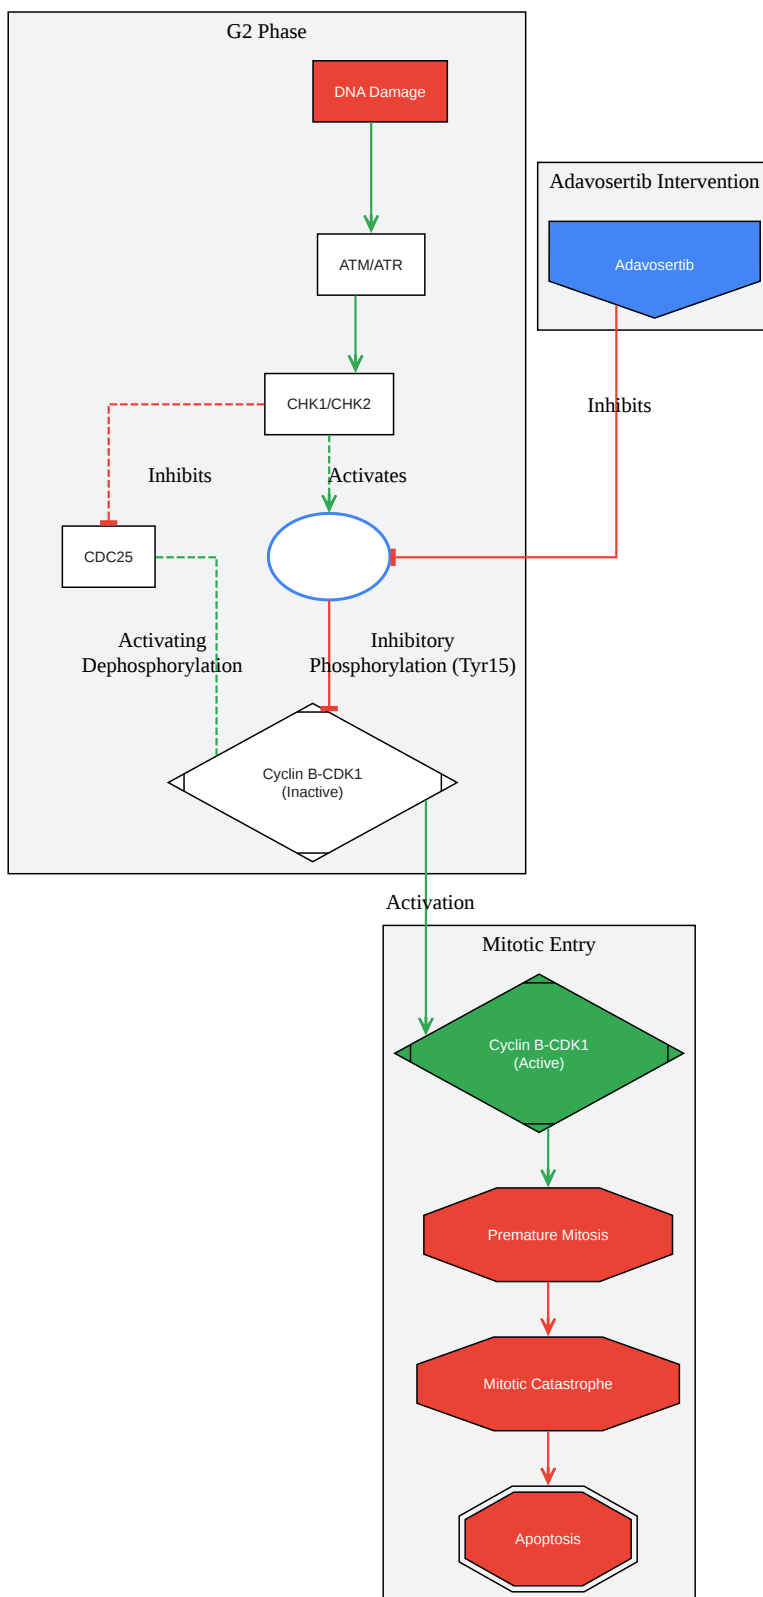 G2 Phase
DNA Damage
Adavosertib Intervention
ATM/ATR
Adavosertib
CHK1/CHK2
Inhibits
Inhibits
Activates
CDC25
Activating
Dephosphorylation
Inhibitory
Phosphorylation (Tyr15)
Cyclin B-CDK1
(Inactive)
Activation
Mitotic Entry
Cyclin B-CDK1
(Active)
Premature Mitosis
Mitotic Catastrophe
Apoptosis